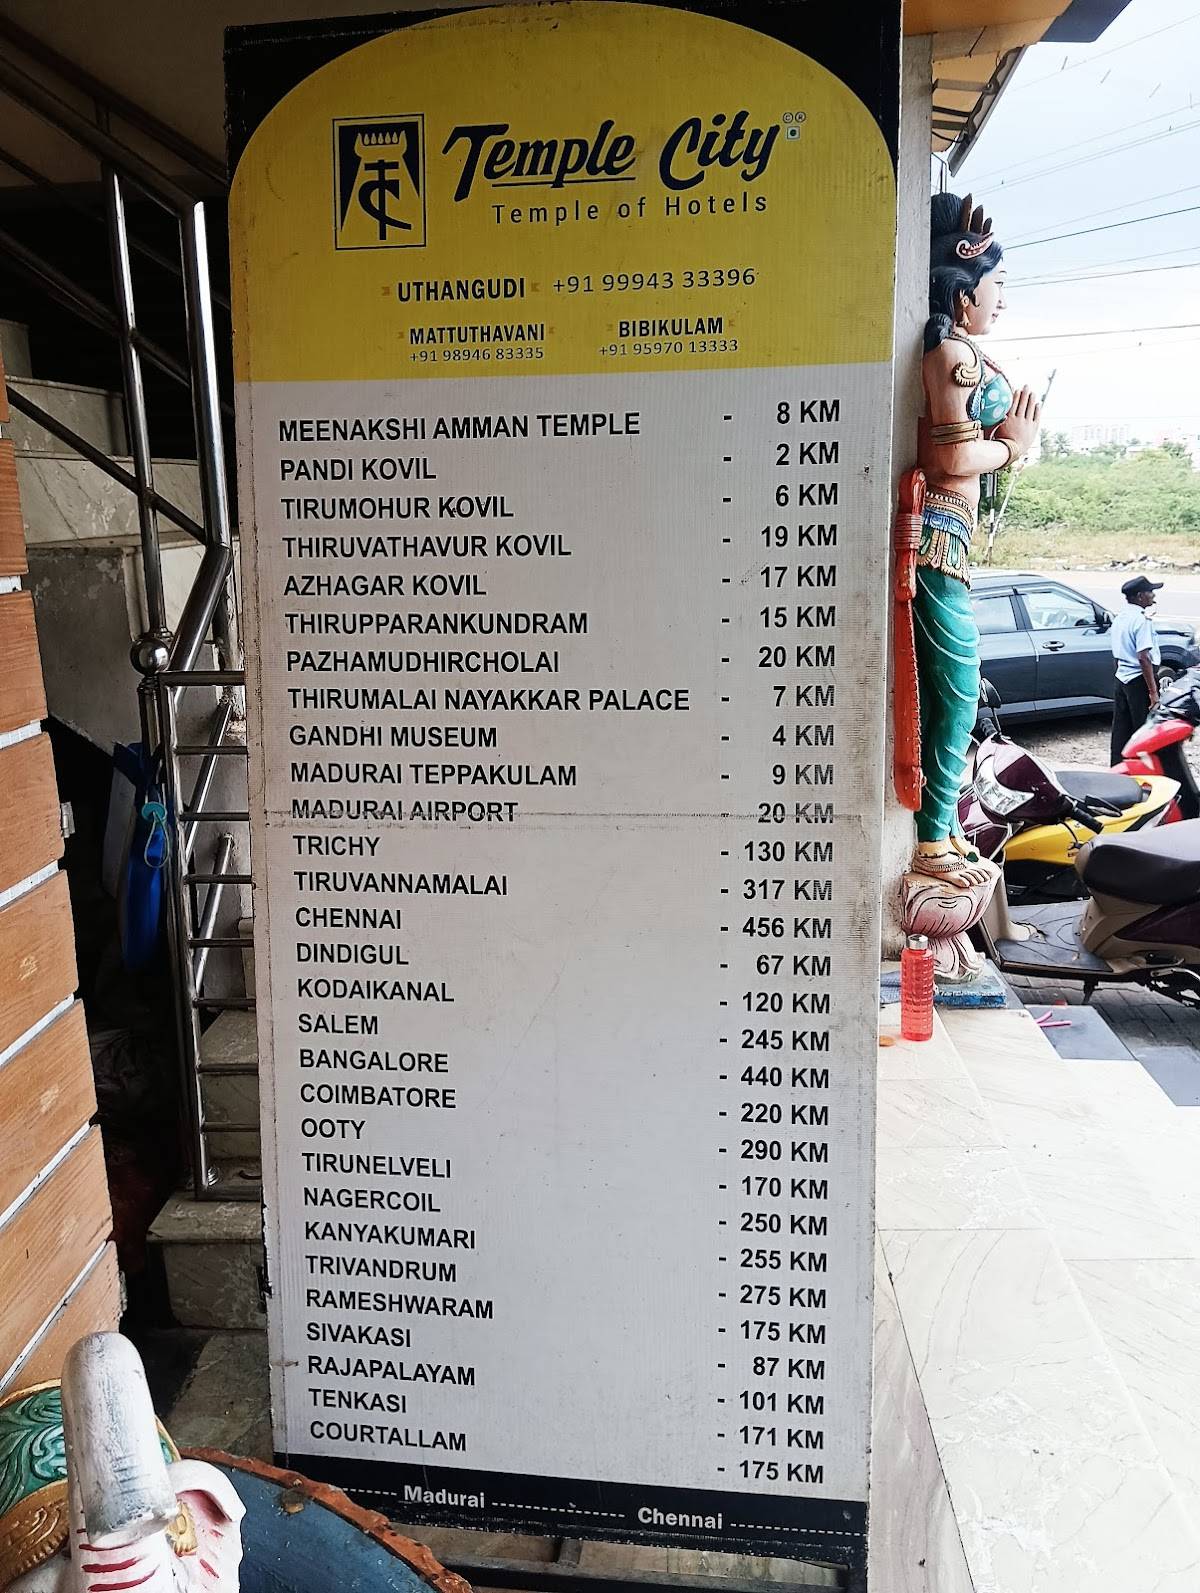 Temple City ©®
Temple of Hotels
UTHANGUDI +91 99943 33396
MATTUTHAVANI BIBIKULAM
+91 98946 83335 +91 95970 13333
MEENAKSHI AMMAN TEMPLE - 8 KM
PANDI KOVIL - 2 KM
TIRUMOHUR KOVIL - 6 KM
THIRUVATHAVUR KOVIL - 19 KM
AZHAGAR KOVIL - 17 KM
THIRUPPARANKUNDRAM - 15 KM
PAZHAMUDHIRCHOLAI - 20 KM
THIRUMALAI NAYAKKAR PALACE - 7 KM
GANDHI MUSEUM - 4 KM
MADURAI TEPPAKULAM - 9 KM
MADURAI AIRPORT - 20 KM
TRICHY - 130 KM
TIRUVANNAMALAI - 317 KM
CHENNAI - 456 KM
DINDIGUL - 67 KM
KODAIKANAL - 120 KM
SALEM - 245 KM
BANGALORE - 440 KM
COIMBATORE - 220 KM
OOTY - 290 KM
TIRUNELVELI - 170 KM
NAGERCOIL - 250 KM
KANYAKUMARI - 255 KM
TRIVANDRUM - 275 KM
RAMESHWARAM - 175 KM
SIVAKASI - 87 KM
RAJAPALAYAM - 101 KM
TENKASI - 171 KM
COURTALLAM - 175 KM
Madurai Chennai